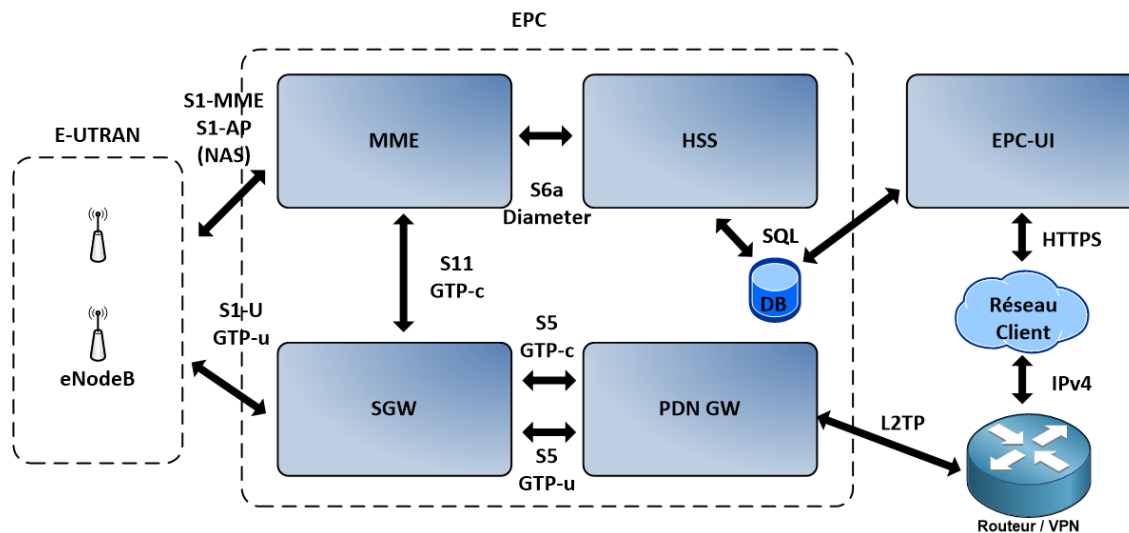 EPC
S1-MME
S1-AP
(NAS)
E-UTRAN
MME
HSS
EPC-UI
S6a
Diameter
SQL
HTTPS
S11
GTP-c
DB
Réseau
Client
S1-U
GTP-u
S5
GTP-c
eNodeB
IPv4
SGW
PDN GW
L2TP
S5
GTP-u
Routeur / VPN